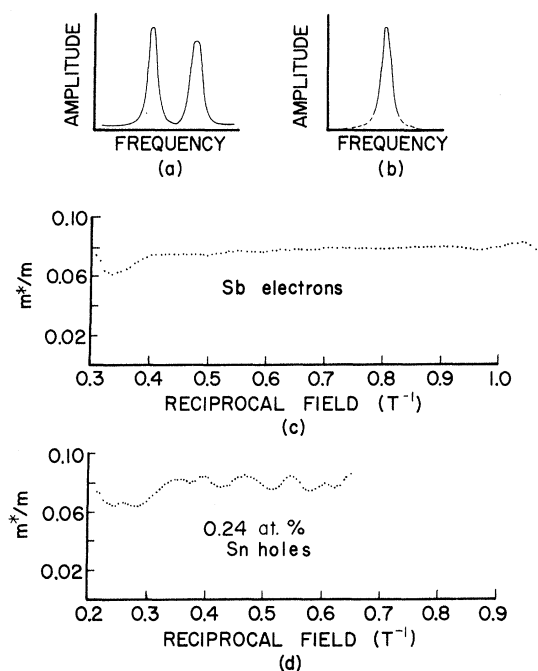 AMPLITUDE
FREQUENCY
(a)
AMPLITUDE
FREQUENCY
(b)
m*/m
0.10
0.06
0.02
Sb electrons
0.3 0.4 0.5 0.6 0.7 0.8 0.9 1.0
RECIPROCAL FIELD (T⁻¹)
(c)
m*/m
0.10
0.06
0.02
0.24 at. %
Sn holes
0.2 0.3 0.4 0.5 0.6 0.7 0.8 0.9
RECIPROCAL FIELD (T⁻¹)
(d)